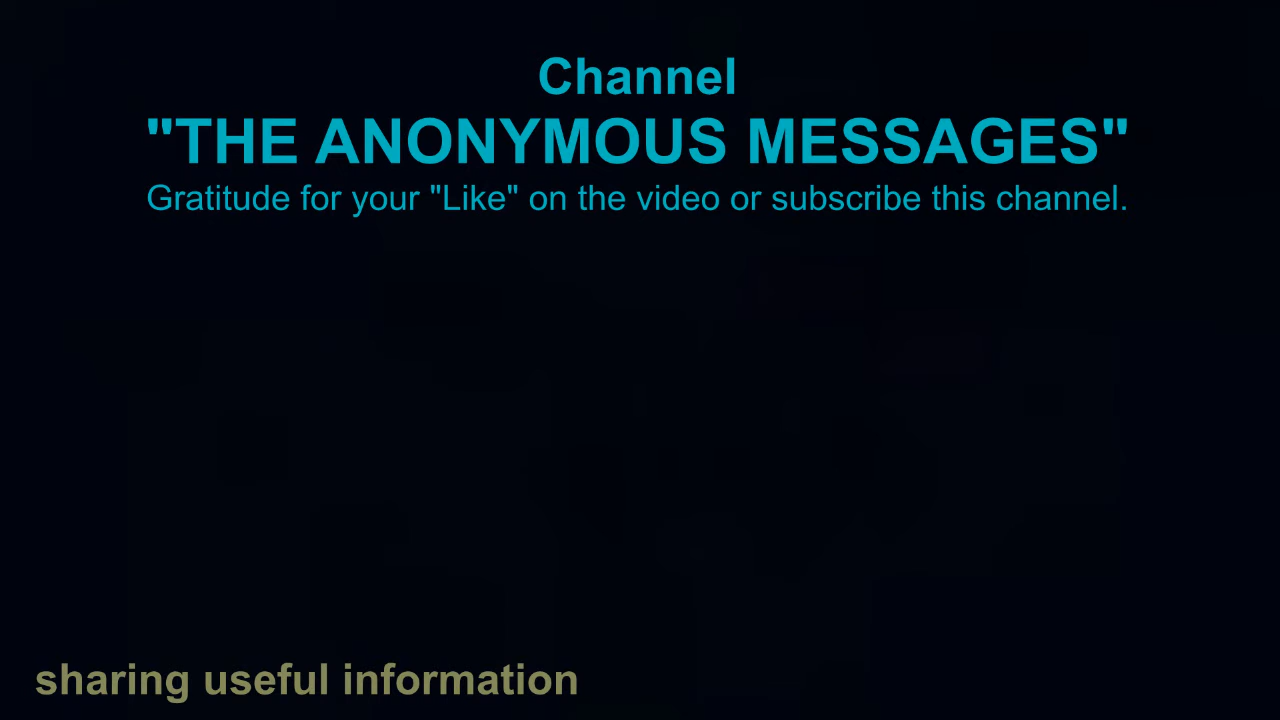 Channel
"THE ANONYMOUS MESSAGES"
Gratitude for your "Like" on the video or subscribe this channel.
sharing useful information